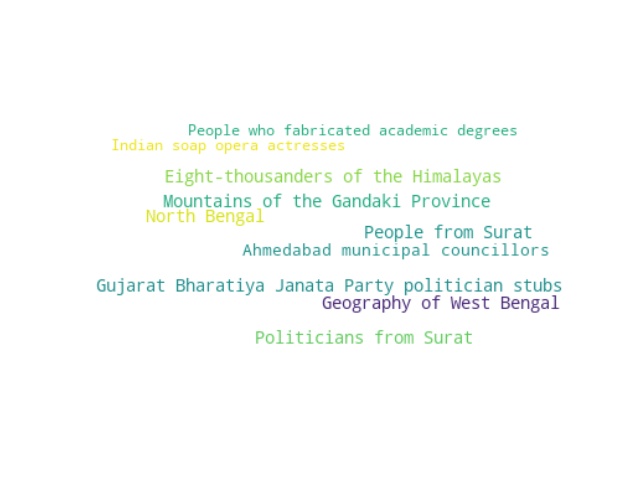 People who fabricated academic degrees
Indian soap opera actresses
Eight-thousanders of the Himalayas
Mountains of the Gandaki Province
North Bengal
People from Surat
Ahmedabad municipal councillors
Gujarat Bharatiya Janata Party politician stubs
Geography of West Bengal
Politicians from Surat